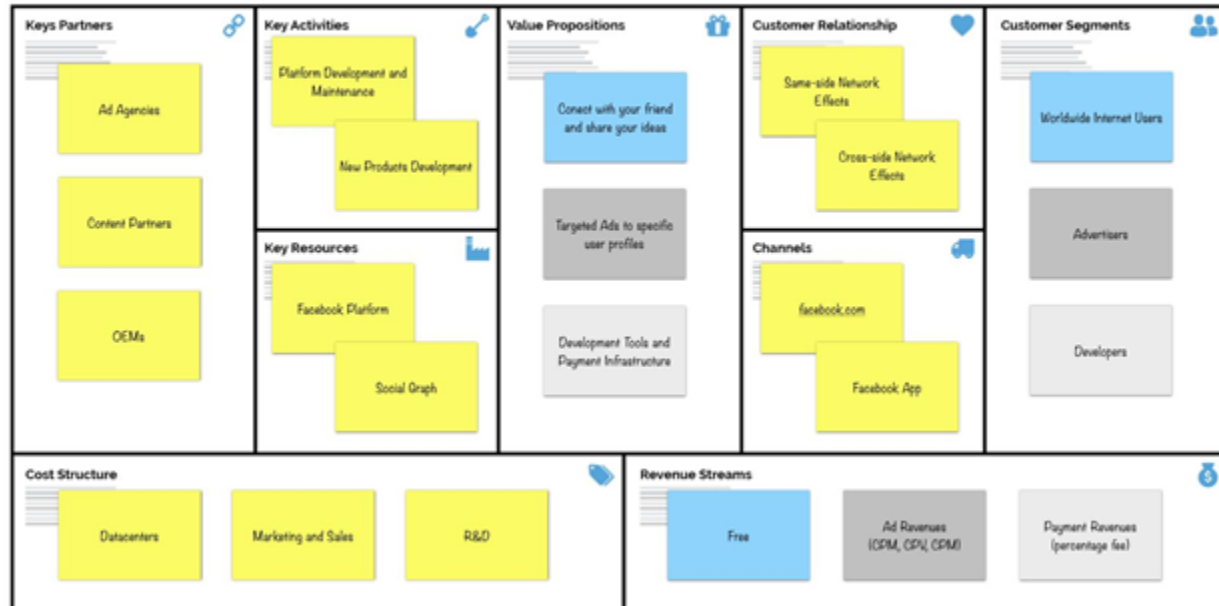 Keys Partners
Ad Agencies
Content Partners
OEMs
Key Activities
Platform Development and
Maintenance
New Products Development
Key Resources
Facebook Platform
Social Graph
Value Propositions
Conect with your friend
and share your ideas
Targeted Ads to specific
user profiles
Development Tools and
Payment Infrastructure
Customer Relationship
Same-side Network
Effects
Cross-side Network
Effects
Channels
facebook.com
Facebook App
Customer Segments
Worldwide Internet Users
Advertisers
Developers
Cost Structure
Datacenters
Marketing and Sales
R&D
Revenue Streams
Free
Ad Revenues
(CPM, CPV, CPM)
Payment Revenues
(percentage fee)